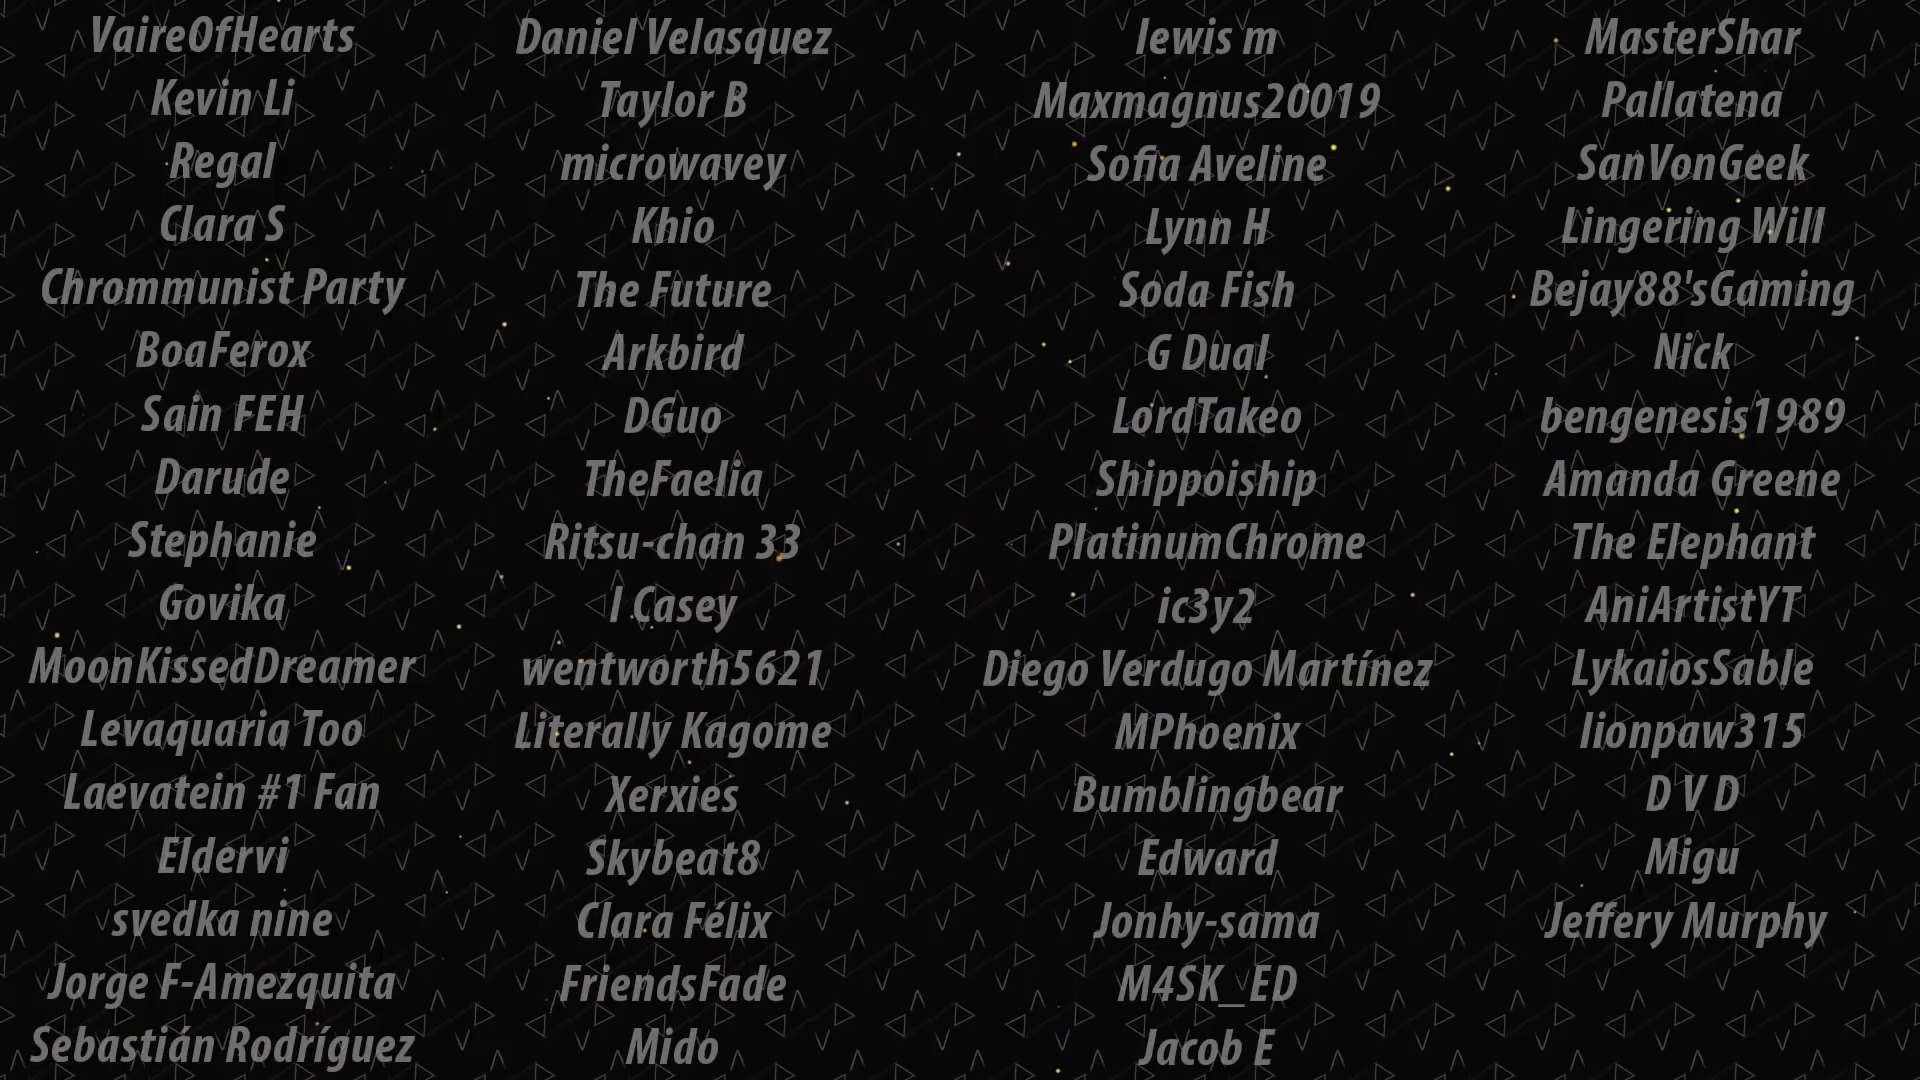 VaireOfHearts
Kevin Li
Regal
Clara S
Chrommunist Party
BoaFerox
Sain FEH
Darude
Stephanie
Govika
MoonKissedDreamer
Levaquaria Too
Laevatein #1 Fan
Eldervi
svedka nine
Jorge F-Amezquita
Sebastián Rodríguez
Daniel Velasquez
Taylor B
microwavey
Khio
The Future
Arkbird
DGuo
TheFaelia
Ritsu-chan 33
I Casey
wentworth5621
Literally Kagome
Xerxies
Skybeat8
Clara Félix
FriendsFade
Mido
lewis m
Maxmagnus20019
Sofia Aveline
Lynn H
Soda Fish
G Dual
LordTakeo
Shippoiship
PlatinumChrome
ic3y2
Diego Verdugo Martínez
MPhoenix
Bumblingbear
Edward
Jonhy-sama
M4SK_ED
Jacob E
MasterShar
Pallatena
SanVonGeek
Lingering Will
Bejay88'sGaming
Nick
bengenesis1989
Amanda Greene
The Elephant
AniArtistYT
LykaiosSable
lionpaw315
D V D
Migu
Jeffery Murphy